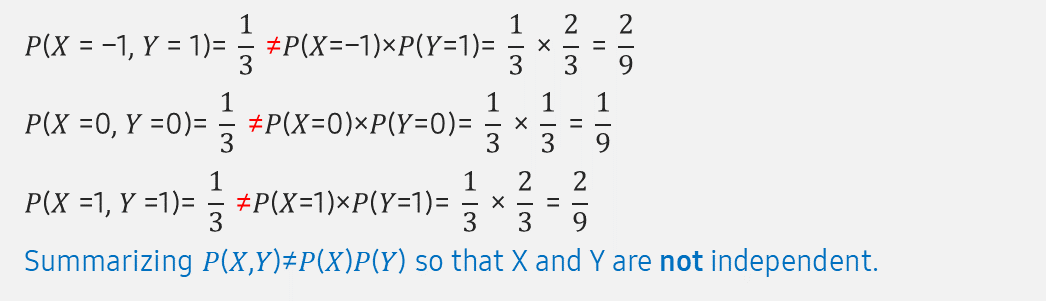 P(X = −1, Y = 1)= 1/3 ≠P(X=−1)×P(Y=1)= 1/3 × 2/3 = 2/9
P(X =0, Y =0)= 1/3 ≠P(X=0)×P(Y=0)= 1/3 × 1/3 = 1/9
P(X =1, Y =1)= 1/3 ≠P(X=1)×P(Y=1)= 1/3 × 2/3 = 2/9
Summarizing P(X,Y)≠P(X)P(Y) so that X and Y are not independent.